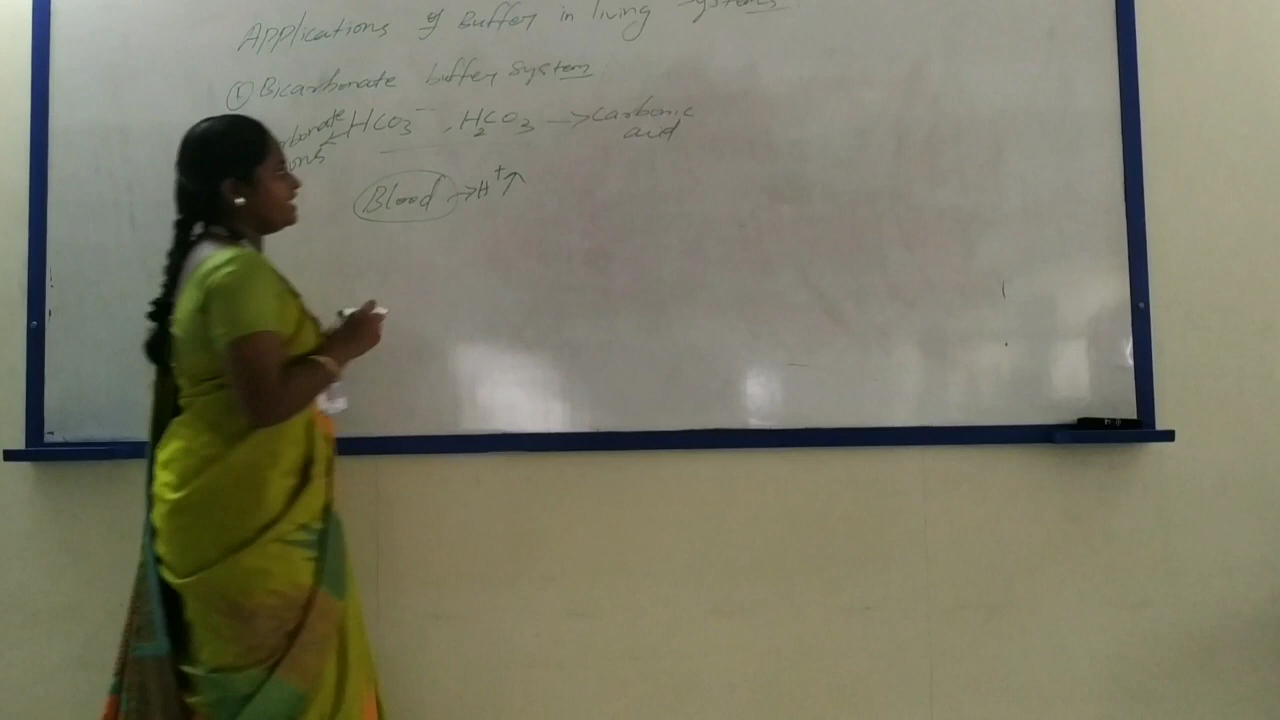 Applications of Buffer in living systems
① Bicarbonate buffer system
HCO3⁻, H2CO3 → carbonic
acid
Blood → H⁺↑